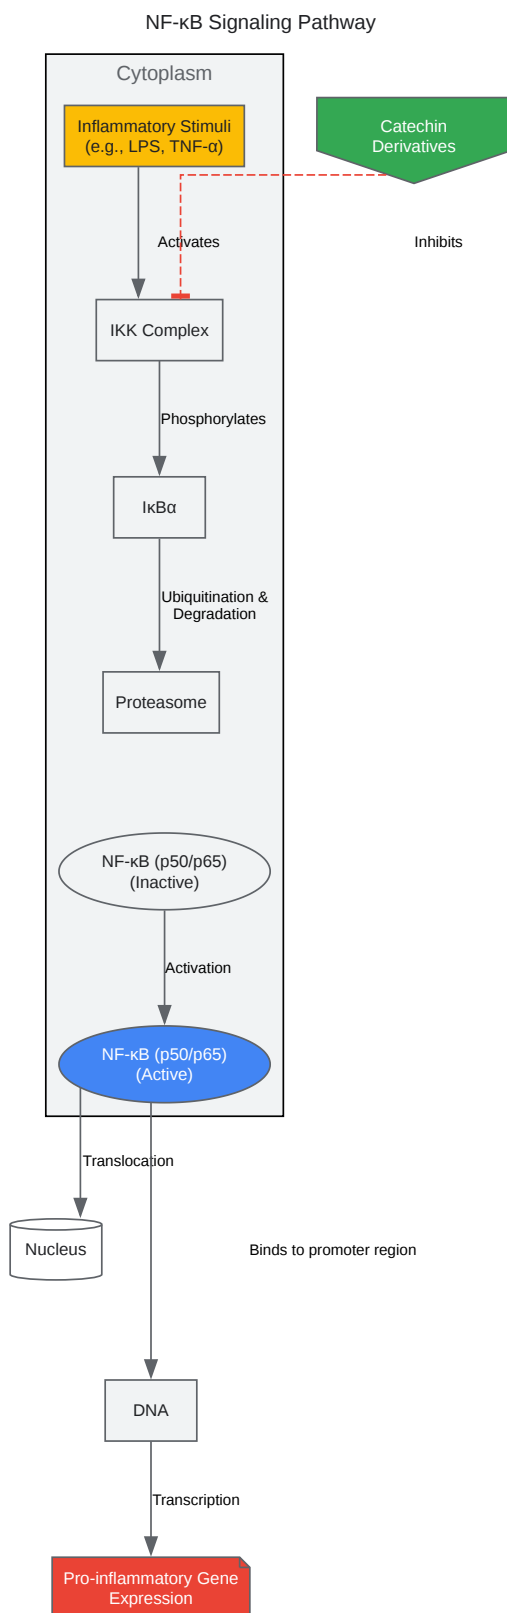 NF-κB Signaling Pathway
Cytoplasm
Inflammatory Stimuli
(e.g., LPS, TNF-α)
Catechin
Derivatives
Activates
Inhibits
IKK Complex
Phosphorylates
IκBα
Ubiquitination &
Degradation
Proteasome
NF-κB (p50/p65)
(Inactive)
Activation
NF-κB (p50/p65)
(Active)
Translocation
Nucleus
Binds to promoter region
DNA
Transcription
Pro-inflammatory Gene
Expression